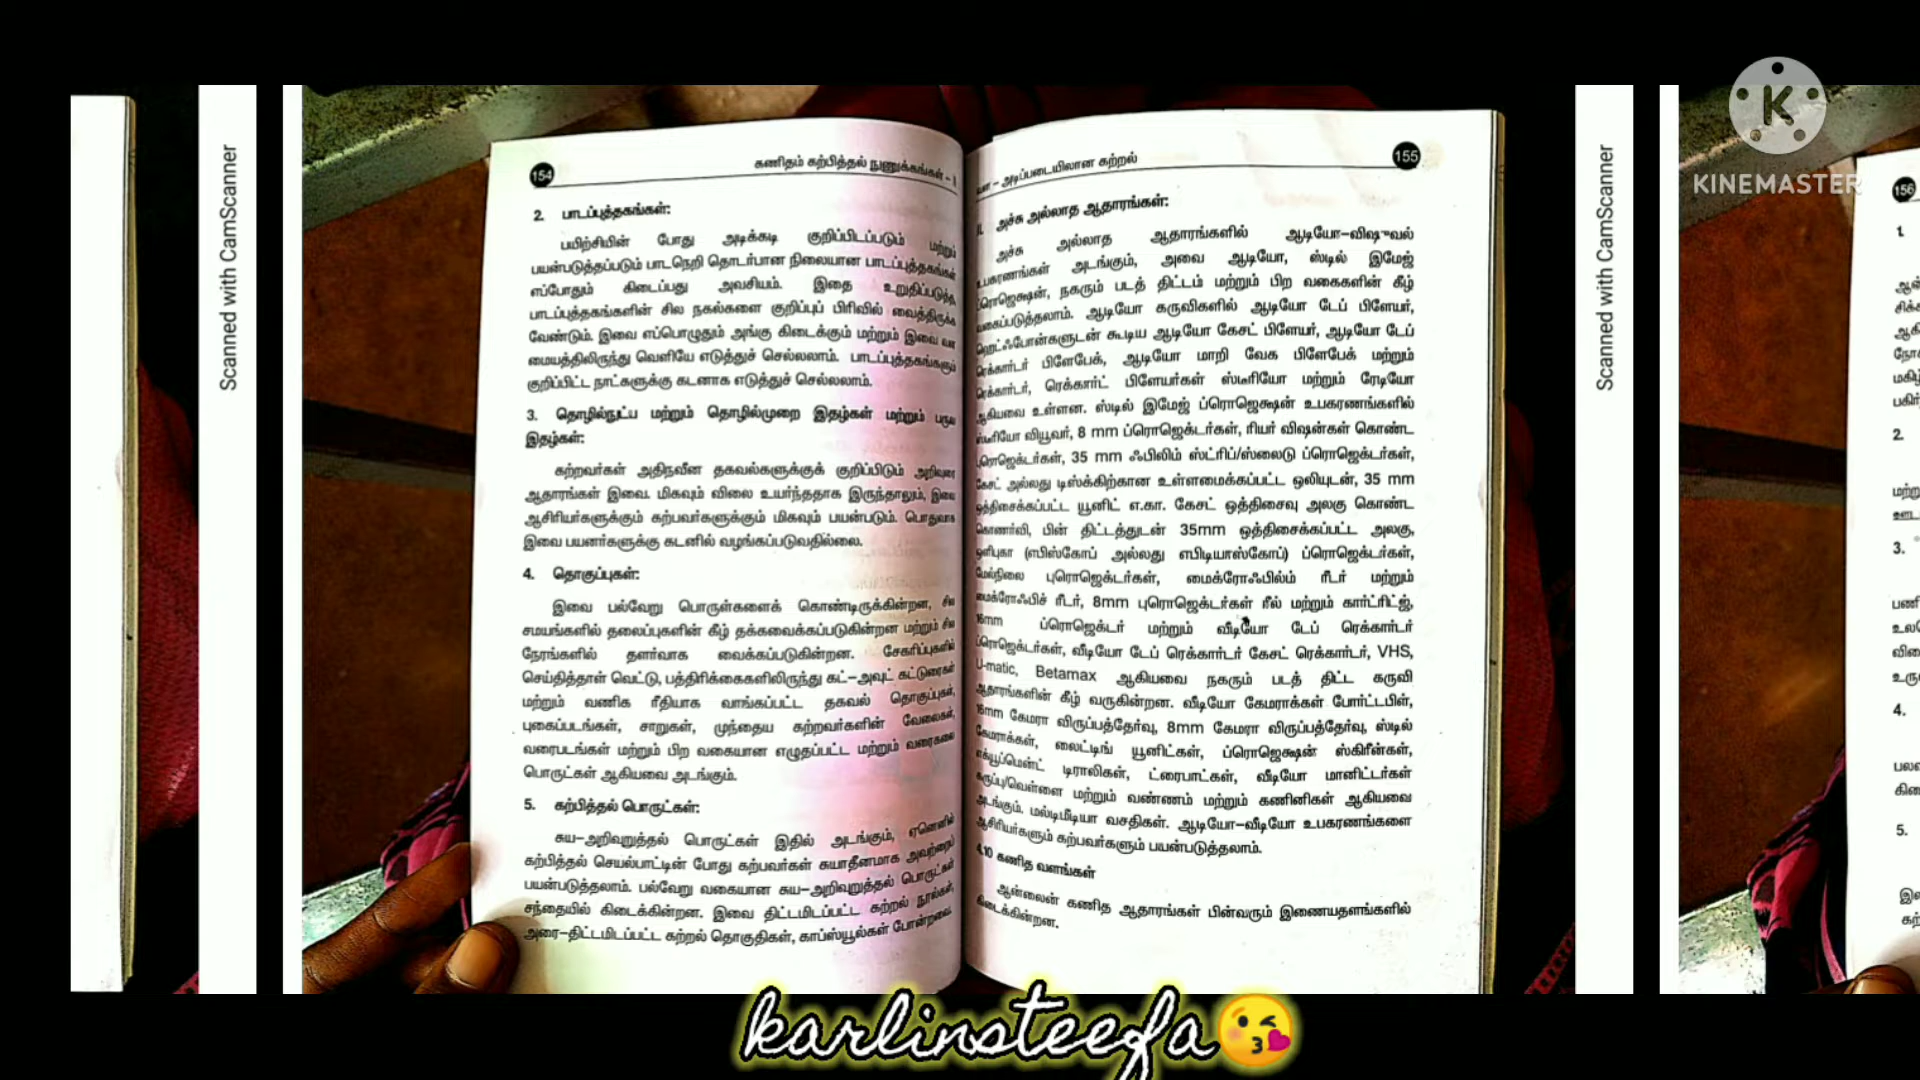 Scanned with CamScanner
154
கணிதம் கற்பித்தல் நுணுக்கங்கள் - I
2. பாடப்புத்தகங்கள்:
பயிற்சியின் போது அடிக்கடி குறிப்பிடப்படும் மற்றும்
பயன்படுத்தப்படும் பாடநெறி தொடர்பான நிலையான பாடப்புத்தகங்கள்
எப்போதும் கிடைப்பது அவசியம். இதை உறுதிப்படுத்த,
பாடப்புத்தகங்களின் சில நகல்களை குறிப்புப் பிரிவில் வைத்திருக்க
வேண்டும். இவை எப்பொழுதும் அங்கு கிடைக்கும் மற்றும் இவை வள
மையத்திலிருந்து வெளியே எடுத்துச் செல்லலாம். பாடப்புத்தகங்களும்
குறிப்பிட்ட நாட்களுக்கு கடனாக எடுத்துச் செல்லலாம்.
3. தொழில்நுட்ப மற்றும் தொழில்முறை இதழ்கள் மற்றும் பருவ
இதழ்கள்:
கற்றவர்கள் அதிநவீன தகவல்களுக்குக் குறிப்பிடும் அறிவுரை
ஆதாரங்கள் இவை. மிகவும் விலை உயர்ந்ததாக இருந்தாலும், இவை
ஆசிரியர்களுக்கும் கற்பவர்களுக்கும் மிகவும் பயன்படும். பொதுவாக
இவை பயனர்களுக்கு கடனில் வழங்கப்படுவதில்லை.
4. தொகுப்புகள்:
இவை பல்வேறு பொருள்களைக் கொண்டிருக்கின்றன, சில
சமயங்களில் தலைப்புகளின் கீழ் தக்கவைக்கப்படுகின்றன மற்றும் சில
நேரங்களில் தளர்வாக வைக்கப்படுகின்றன. சேகரிப்புகளில்
செய்தித்தாள் வெட்டு, பத்திரிக்கைகளிலிருந்து கட்-அவுட் கட்டுரைகள்
மற்றும் வணிக ரீதியாக வாங்கப்பட்ட தகவல் தொகுப்புகள்,
புகைப்படங்கள், சாறுகள், முந்தைய கற்றவர்களின் வேலைகள்,
வரைபடங்கள் மற்றும் பிற வகையான எழுதப்பட்ட மற்றும் வரைகலை
பொருட்கள் ஆகியவை அடங்கும்.
5. கற்பித்தல் பொருட்கள்:
சுய-அறிவுறுத்தல் பொருட்கள் இதில் அடங்கும், ஏனெனில்
கற்பித்தல் செயல்பாட்டின் போது கற்பவர்கள் சுயாதீனமாக அவற்றைப்
பயன்படுத்தலாம். பல்வேறு வகையான சுய-அறிவுறுத்தல் பொருட்கள்
சந்தையில் கிடைக்கின்றன. இவை திட்டமிடப்பட்ட கற்றல் நூல்கள்,
அரை-திட்டமிடப்பட்ட கற்றல் தொகுதிகள், காப்ஸ்யூல்கள் போன்றவை.
அடிப்படையிலான கற்றல்
155
II. அச்சு அல்லாத ஆதாரங்கள்:
அச்சு அல்லாத ஆதாரங்களில் ஆடியோ-விஷுவல்
உபகரணங்கள் அடங்கும், அவை ஆடியோ, ஸ்டில் இமேஜ்
ப்ரொஜெக்ஷன், நகரும் படத் திட்டம் மற்றும் பிற வகைகளின் கீழ்
வகைப்படுத்தலாம். ஆடியோ கருவிகளில் ஆடியோ டேப் பிளேயர்,
ஹெட்ஃபோன்களுடன் கூடிய ஆடியோ கேசட் பிளேயர், ஆடியோ டேப்
ரெக்கார்டர் பிளேபேக், ஆடியோ மாறி வேக பிளேபேக் மற்றும்
ரெக்கார்டர், ரெக்கார்ட் பிளேயர்கள் ஸ்டீரியோ மற்றும் ரேடியோ
ஆகியவை உள்ளன. ஸ்டில் இமேஜ் ப்ரொஜெக்ஷன் உபகரணங்களில்
ஸ்டீரியோ வியூவர், 8 mm ப்ரொஜெக்டர்கள், ரியர் விஷன்கள் கொண்ட
புரொஜெக்டர்கள், 35 mm ஃபிலிம் ஸ்ட்ரிப்/ஸ்லைடு ப்ரொஜெக்டர்கள்,
கேசட் அல்லது டிஸ்க்கிற்கான உள்ளமைக்கப்பட்ட ஒலியுடன், 35 mm
ஒத்திசைக்கப்பட்ட யூனிட் எ.கா. கேசட் ஒத்திசைவு அலகு கொண்ட
கொணர்வி, பின் திட்டத்துடன் 35mm ஒத்திசைக்கப்பட்ட அலகு,
ஒளிபுகா (எபிஸ்கோப் அல்லது எபிடியாஸ்கோப்) ப்ரொஜெக்டர்கள்,
மேல்நிலை புரொஜெக்டர்கள், மைக்ரோஃபில்ம் ரீடர் மற்றும்
மைக்ரோஃபிச் ரீடர், 8mm புரொஜெக்டர்கள் ரீல் மற்றும் கார்ட்ரிட்ஜ்,
16mm ப்ரொஜெக்டர் மற்றும் வீடியோ டேப் ரெக்கார்டர்
ப்ரொஜெக்டர்கள், வீடியோ டேப் ரெக்கார்டர் கேசட் ரெக்கார்டர், VHS,
U-matic, Betamax ஆகியவை நகரும் படத் திட்ட கருவி
ஆதாரங்களின் கீழ் வருகின்றன. வீடியோ கேமராக்கள் போர்ட்டபிள்,
16mm கேமரா விருப்பத்தேர்வு, 8mm கேமரா விருப்பத்தேர்வு, ஸ்டில்
கேமராக்கள், லைட்டிங் யூனிட்கள், ப்ரொஜெக்ஷன் ஸ்கிரீன்கள்,
எக்யூப்மெண்ட் டிராலிகள், ட்ரைபாட்கள், வீடியோ மானிட்டர்கள்
கருப்பு/வெள்ளை மற்றும் வண்ணம் மற்றும் கணினிகள் ஆகியவை
அடங்கும். மல்டிமீடியா வசதிகள். ஆடியோ-வீடியோ உபகரணங்களை
ஆசிரியர்களும் கற்பவர்களும் பயன்படுத்தலாம்.
4.10 கணித வளங்கள்
ஆன்லைன் கணித ஆதாரங்கள் பின்வரும் இணையதளங்களில்
கிடைக்கின்றன.
Scanned with CamScanner
KINEMASTER
156
1.
2.
3.
4.
5.
karlinsteefa